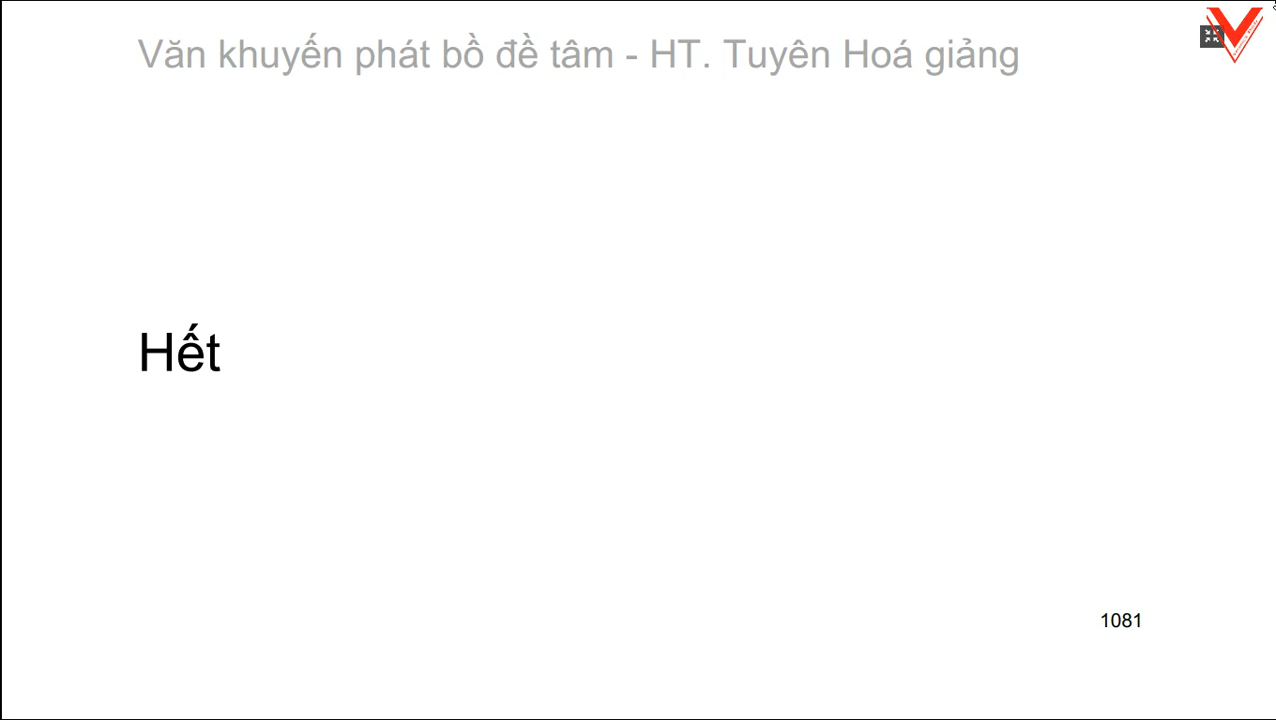 Văn khuyến phát bồ đề tâm - HT. Tuyên Hoá giảng
Hết
1081